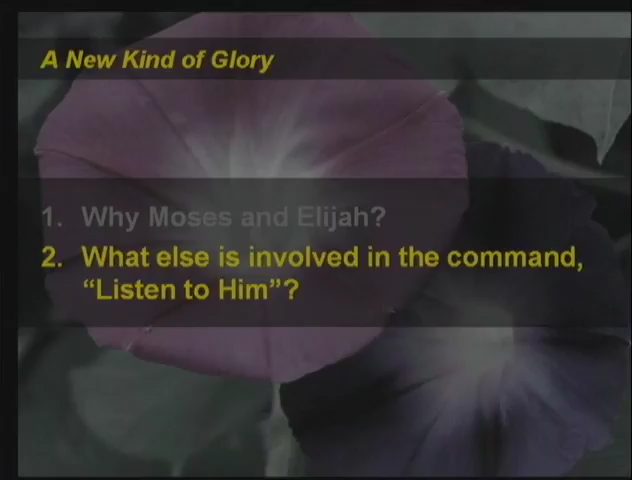 A New Kind of Glory
1. Why Moses and Elijah?
2. What else is involved in the command,
“Listen to Him”?